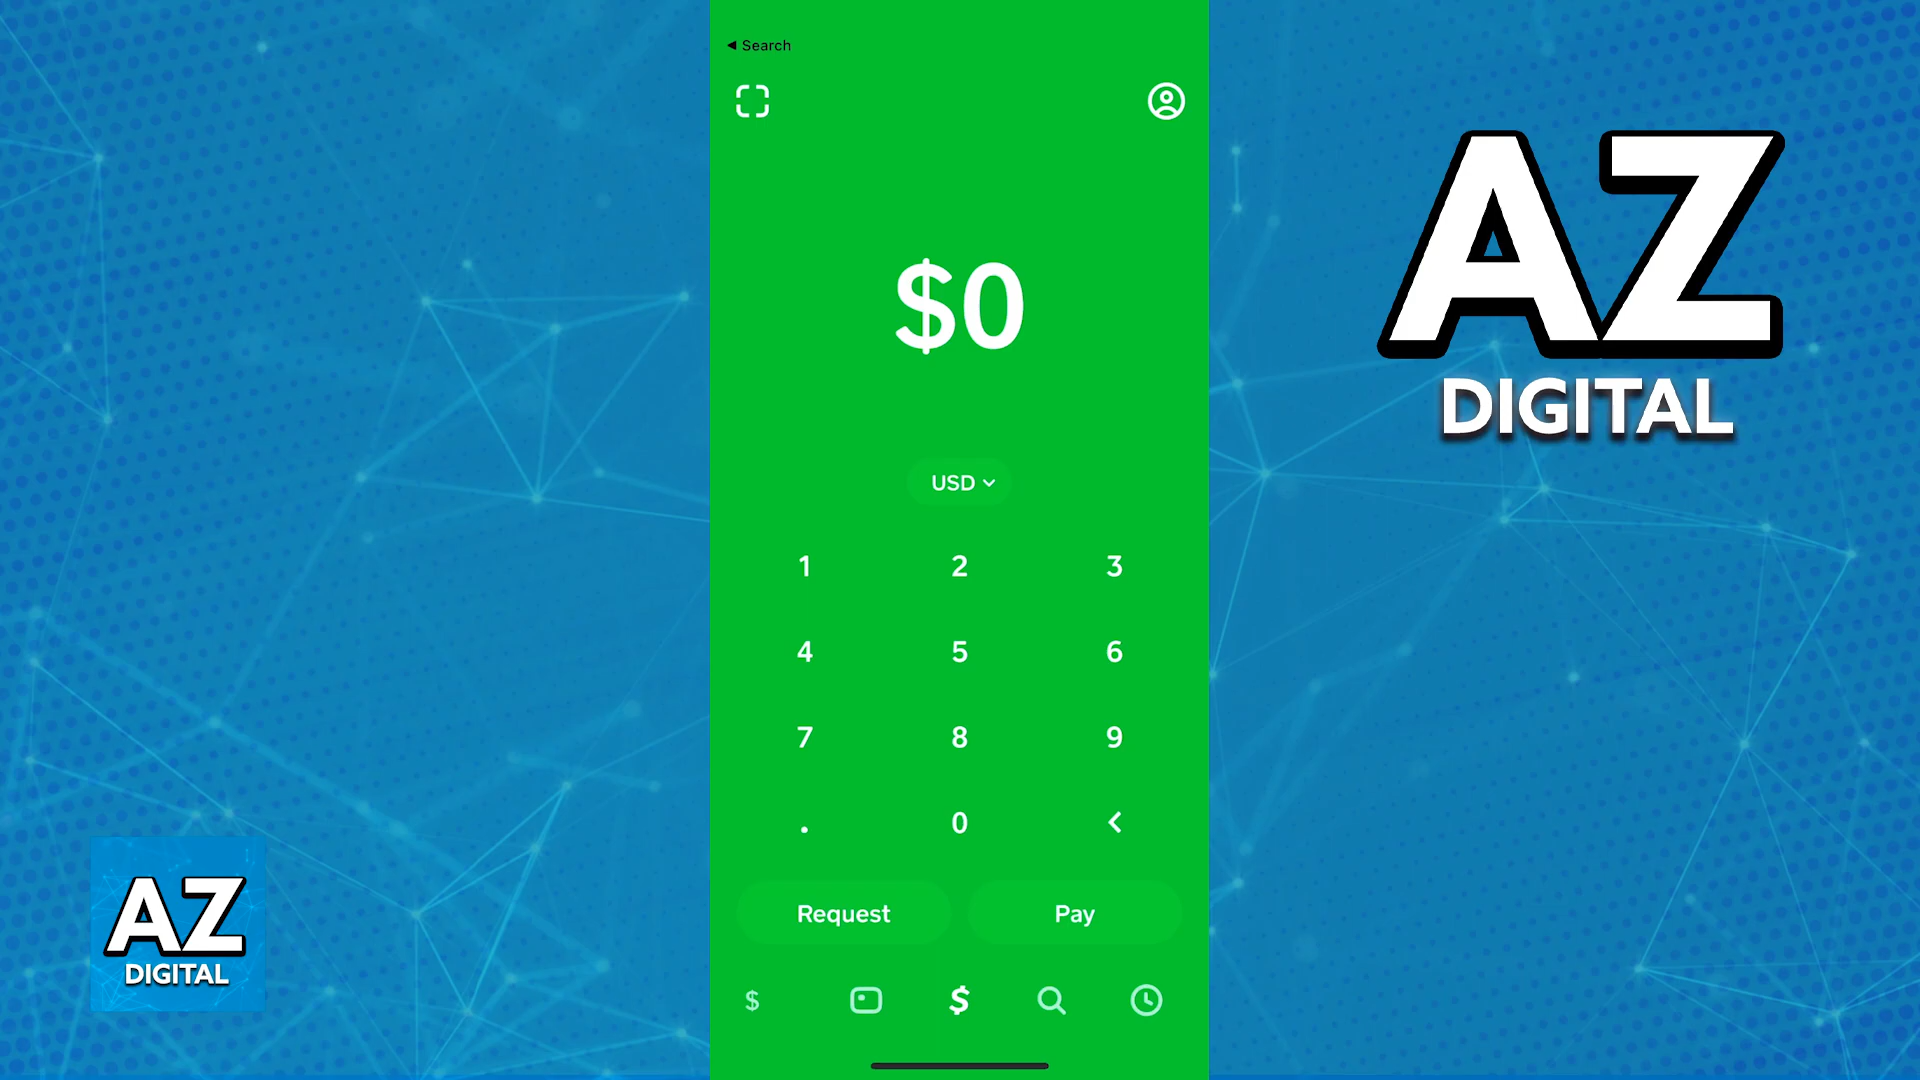 ◀ Search
$0
USD
1 2 3
4 5 6
7 8 9
. 0 <
Request Pay
$ $
AZ
DIGITAL
AZ
DIGITAL